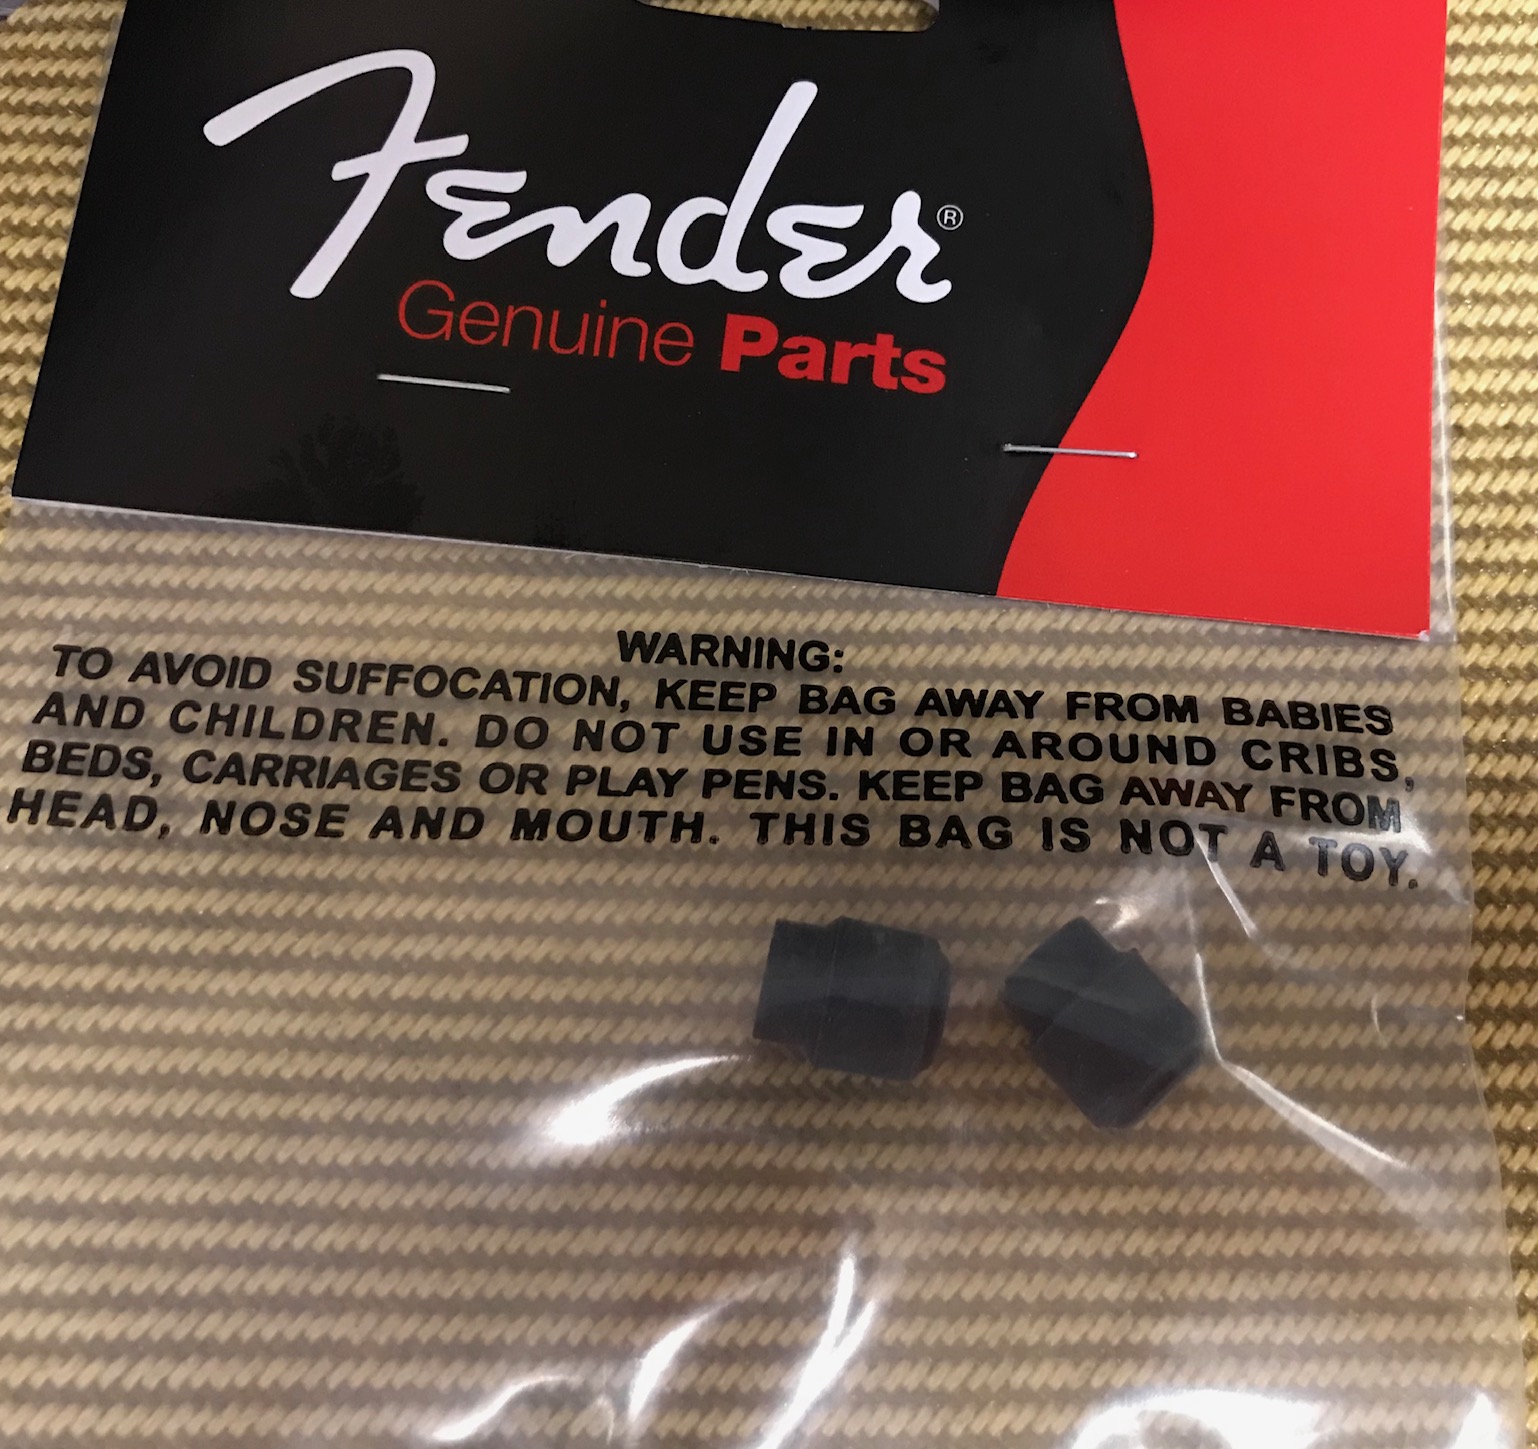 Fender®
Genuine Parts
WARNING:
TO AVOID SUFFOCATION, KEEP BAG AWAY FROM BABIES
AND CHILDREN. DO NOT USE IN OR AROUND CRIBS,
BEDS, CARRIAGES OR PLAY PENS. KEEP BAG AWAY FROM
HEAD, NOSE AND MOUTH. THIS BAG IS NOT A TOY.